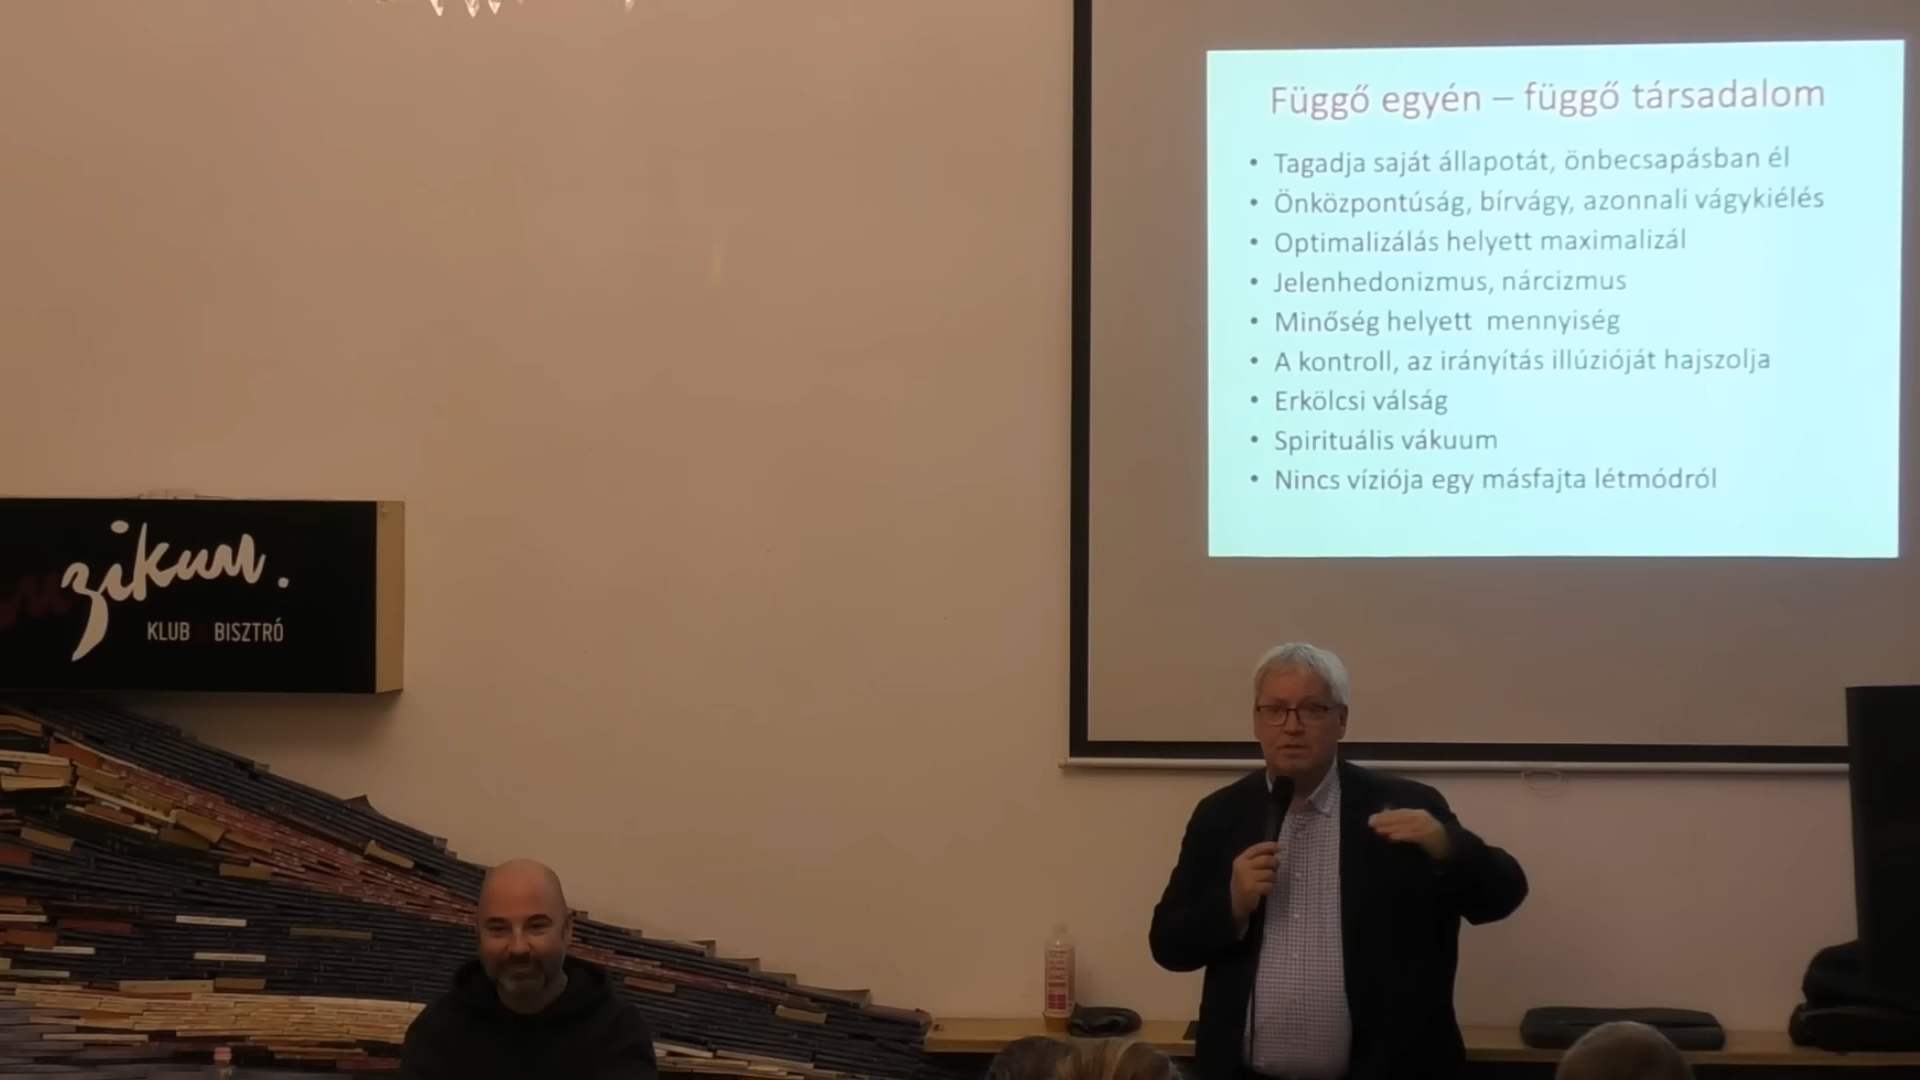 Függő egyén – függő társadalom
• Tagadja saját állapotát, önbecsapásban él
• Önközpontúság, bírvágy, azonnali vágykiélés
• Optimalizálás helyett maximalizál
• Jelenhedonizmus, nárcizmus
• Minőség helyett mennyiség
• A kontroll, az irányítás illúzióját hajszolja
• Erkölcsi válság
• Spirituális vákuum
• Nincs víziója egy másfajta létmódról
muzikum.
KLUB & BISZTRÓ